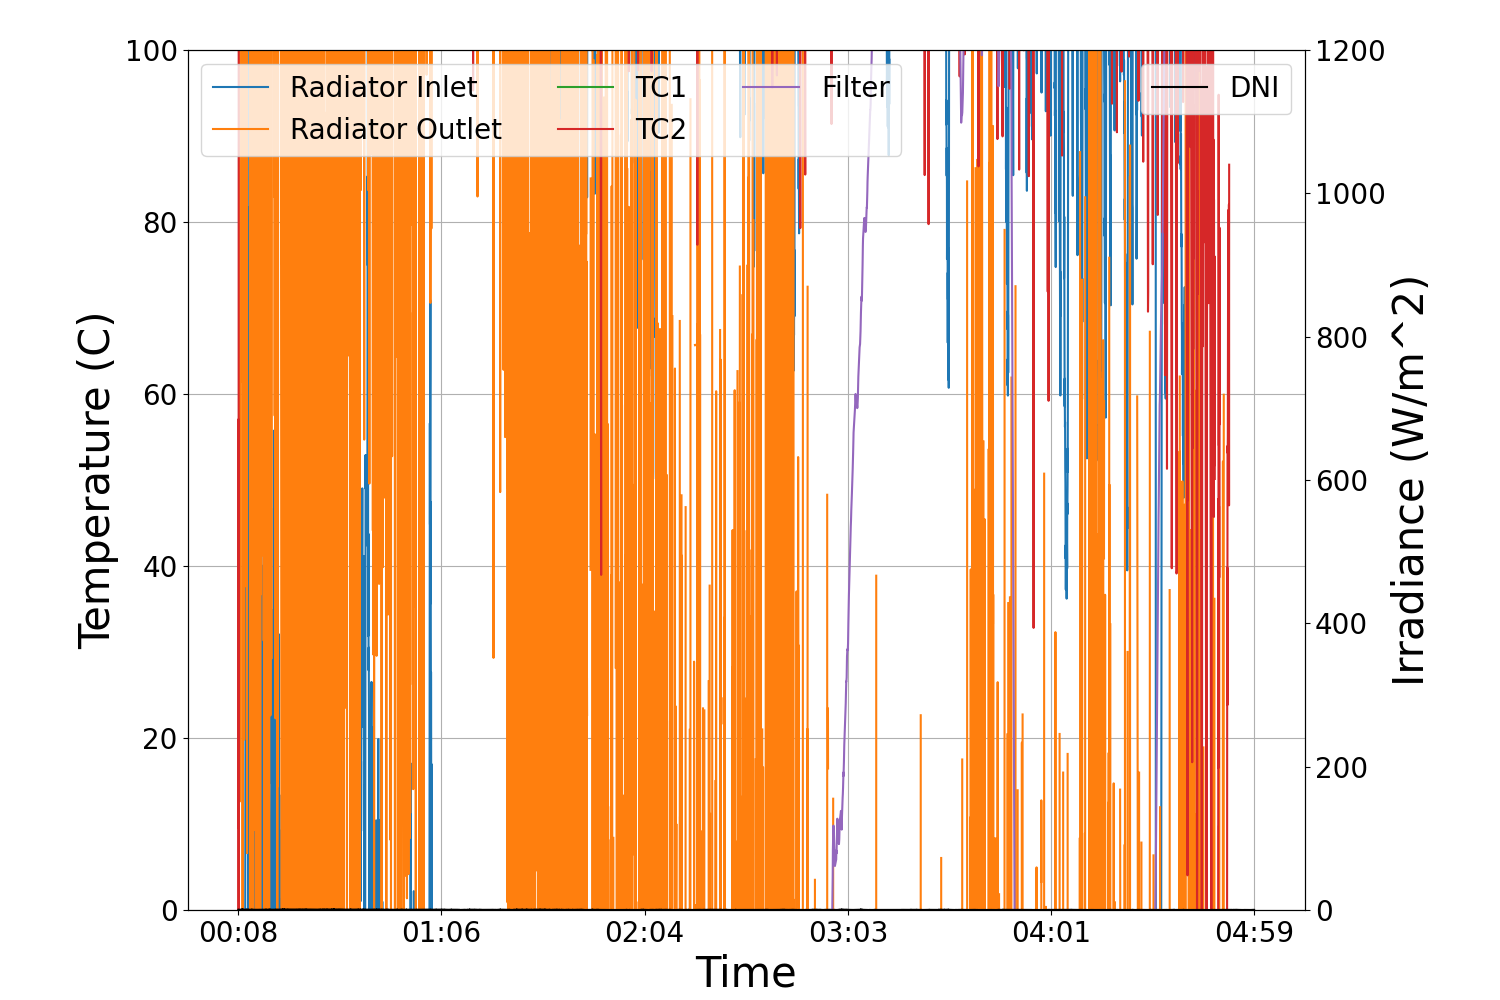 Radiator Inlet
Radiator Outlet
TC1
TC2
Filter
DNI
Temperature (C)
100
80
60
40
20
0
1200
1000
800
600
400
200
0
Irradiance (W/m^2)
00:08 01:06 02:04 03:03 04:01 04:59
Time